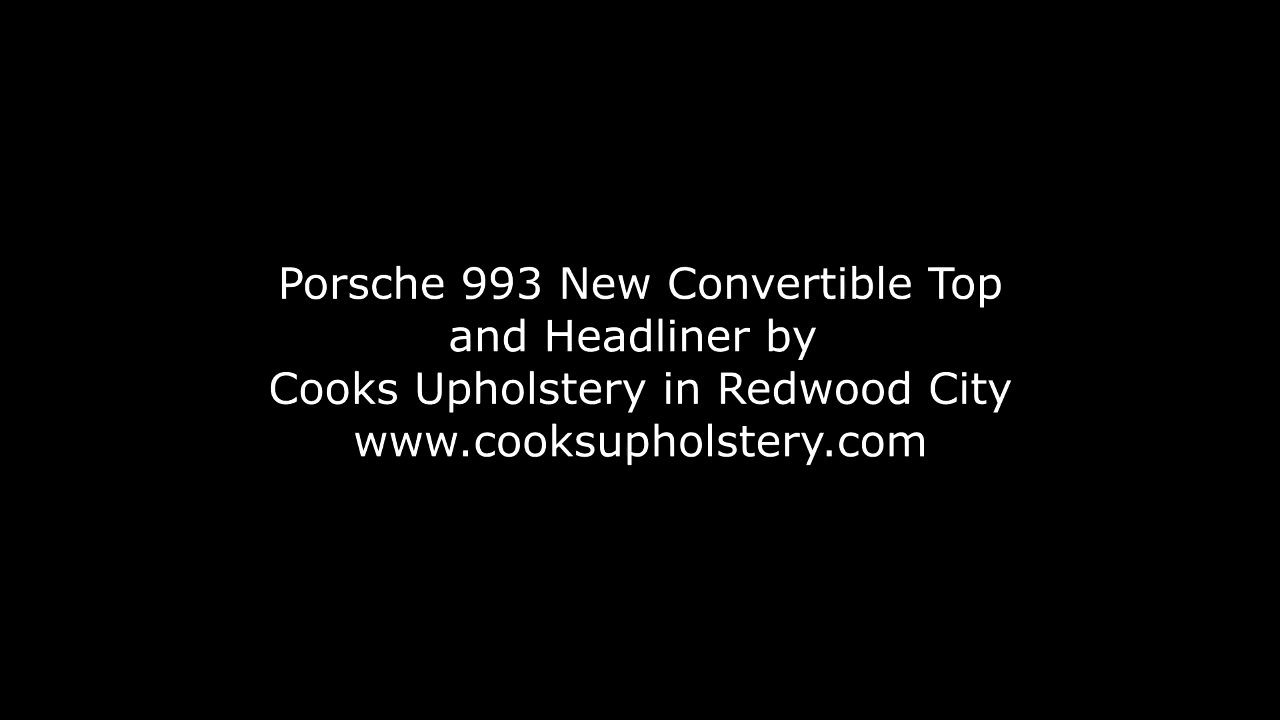 Porsche 993 New Convertible Top
and Headliner by
Cooks Upholstery in Redwood City
www.cooksupholstery.com